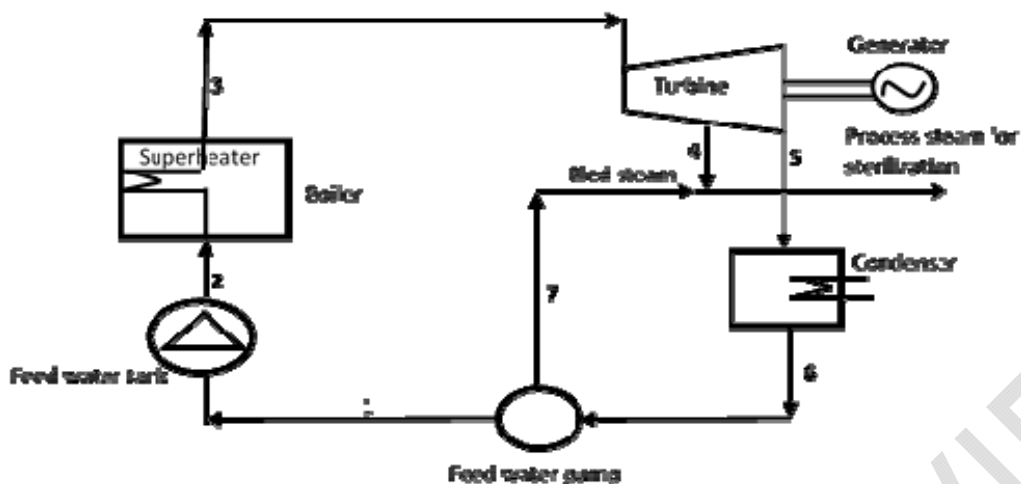 Generator
Turbine
3
Process steam for
sterilization
4
5
Superheater
Bled steam
Boiler
Condenser
2
7
6
Feed water tank
Feed water pump